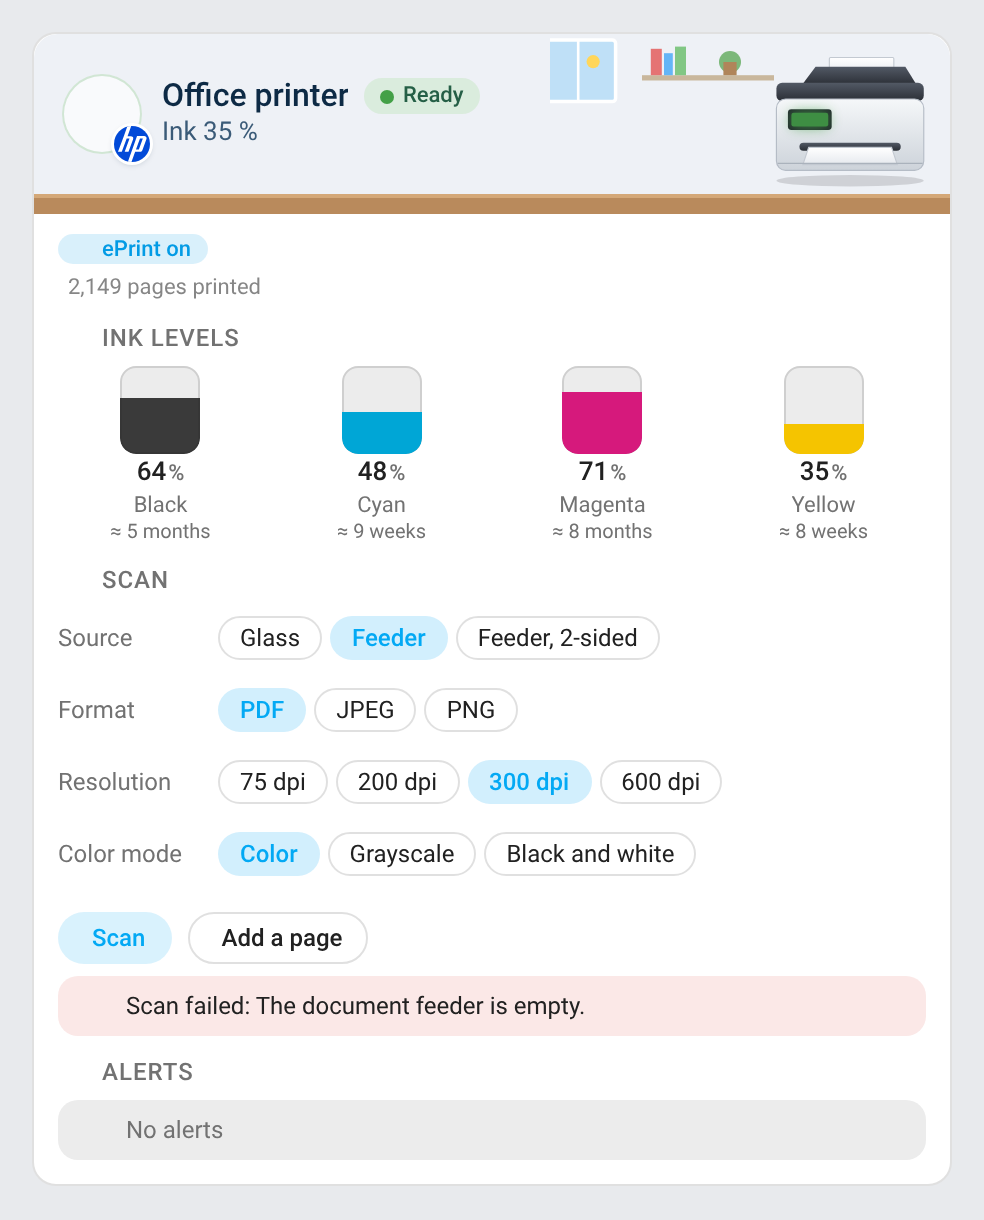 Office printer
Ready
hp
Ink 35 %
ePrint on
2,149 pages printed
INK LEVELS
64% 48% 71% 35%
Black Cyan Magenta Yellow
≈ 5 months ≈ 9 weeks ≈ 8 months ≈ 8 weeks
SCAN
Source Glass Feeder Feeder, 2-sided
Format PDF JPEG PNG
Resolution 75 dpi 200 dpi 300 dpi 600 dpi
Color mode Color Grayscale Black and white
Scan Add a page
Scan failed: The document feeder is empty.
ALERTS
No alerts